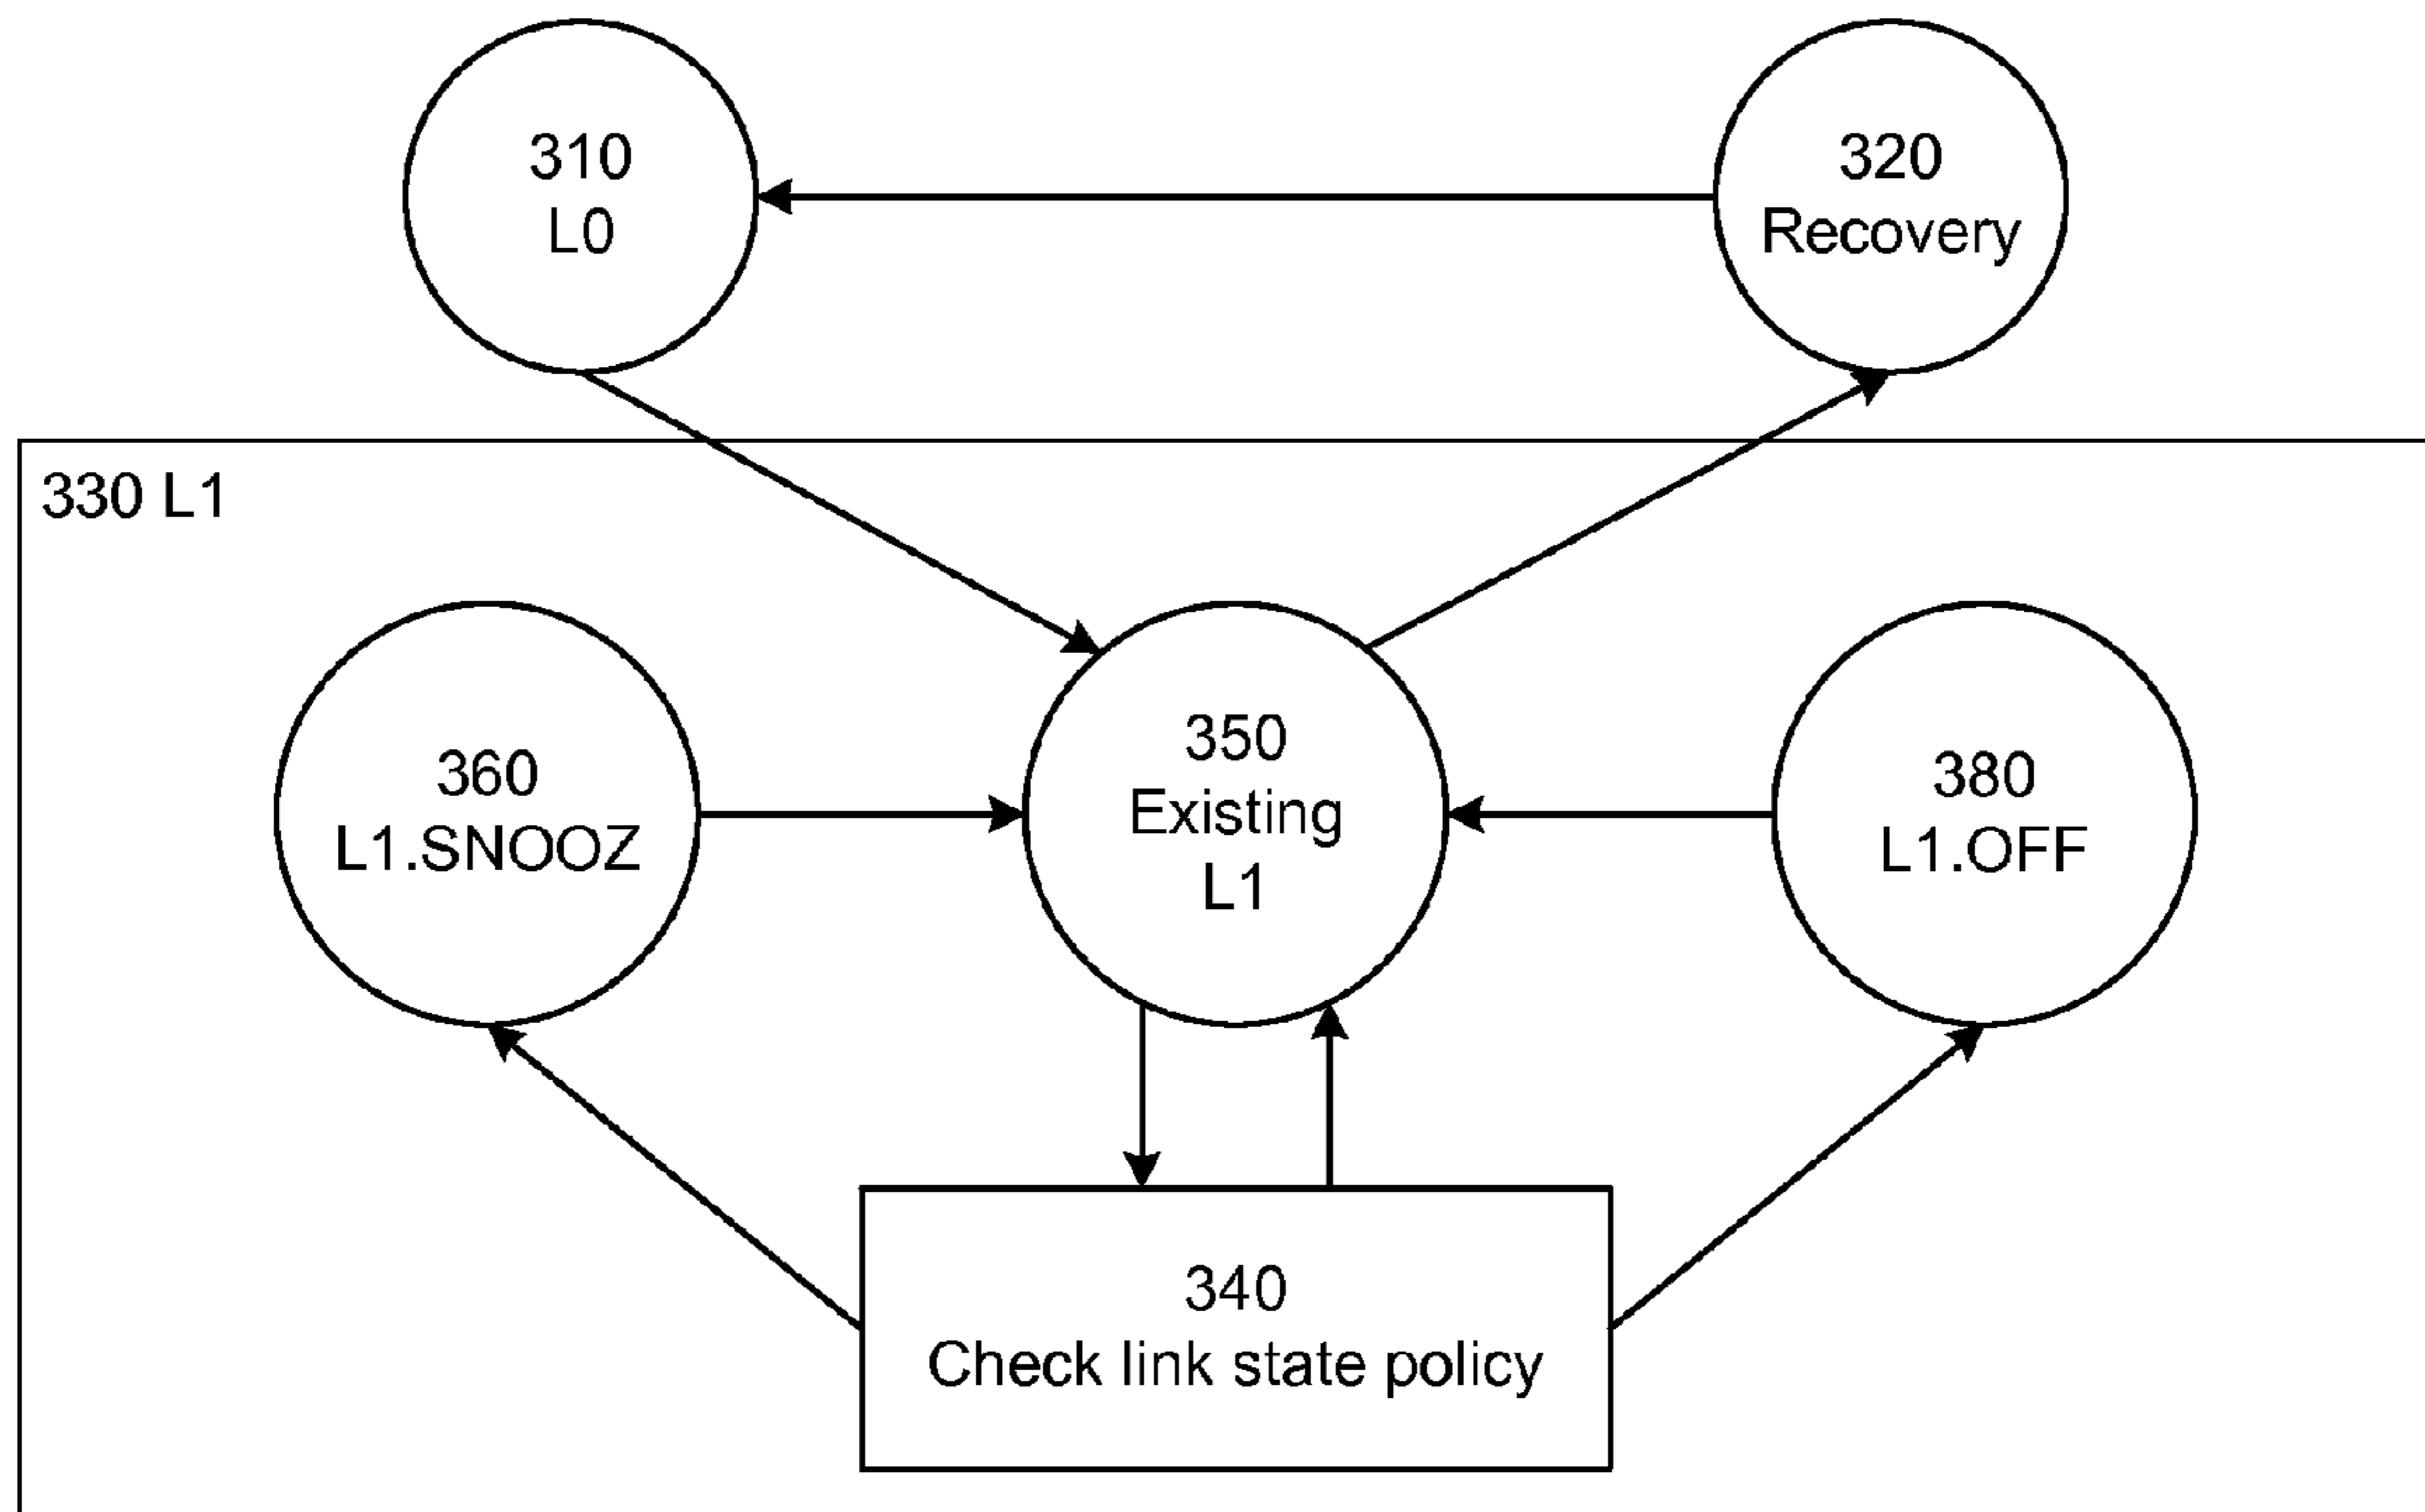 310
L0
320
Recovery
330 L1
360
L1.SNOOZ
350
Existing
L1
380
L1.OFF
340
Check link state policy